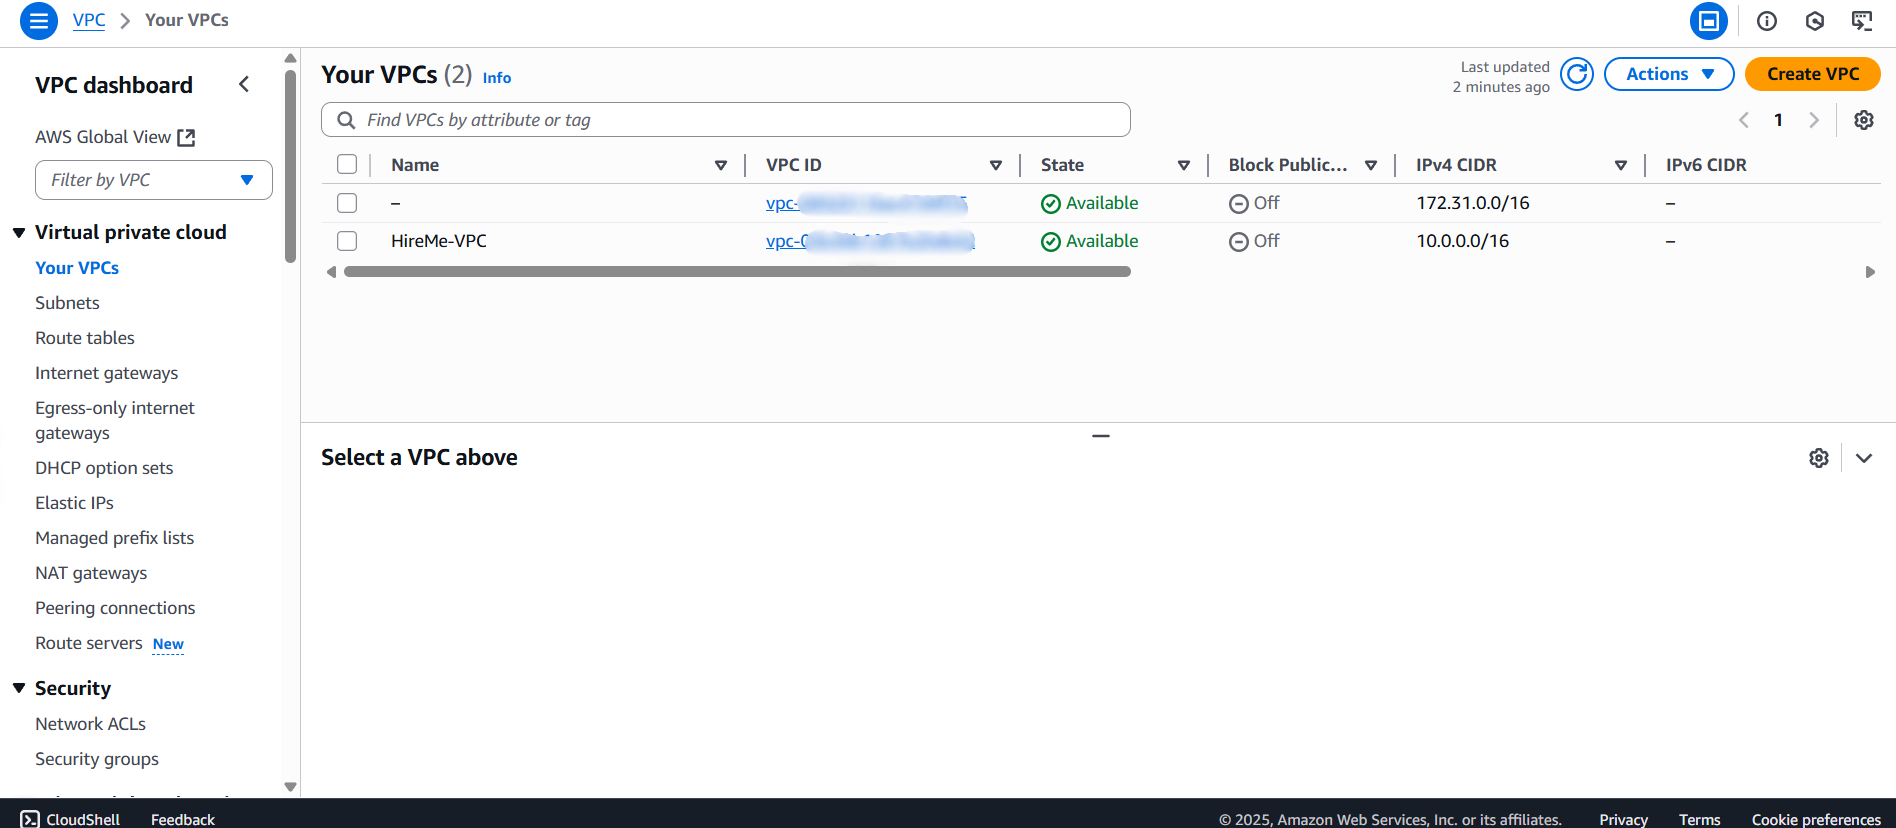 VPC > Your VPCs
VPC dashboard
AWS Global View
Filter by VPC
Virtual private cloud
Your VPCs
Subnets
Route tables
Internet gateways
Egress-only internet
gateways
DHCP option sets
Elastic IPs
Managed prefix lists
NAT gateways
Peering connections
Route servers New
Security
Network ACLs
Security groups
Your VPCs (2) Info
Last updated
2 minutes ago
Actions
Create VPC
Find VPCs by attribute or tag
1
Name VPC ID State Block Public... IPv4 CIDR IPv6 CIDR
– vpc- Available Off 172.31.0.0/16 –
HireMe-VPC vpc-0 Available Off 10.0.0.0/16 –
Select a VPC above
CloudShell Feedback © 2025, Amazon Web Services, Inc. or its affiliates. Privacy Terms Cookie preferences